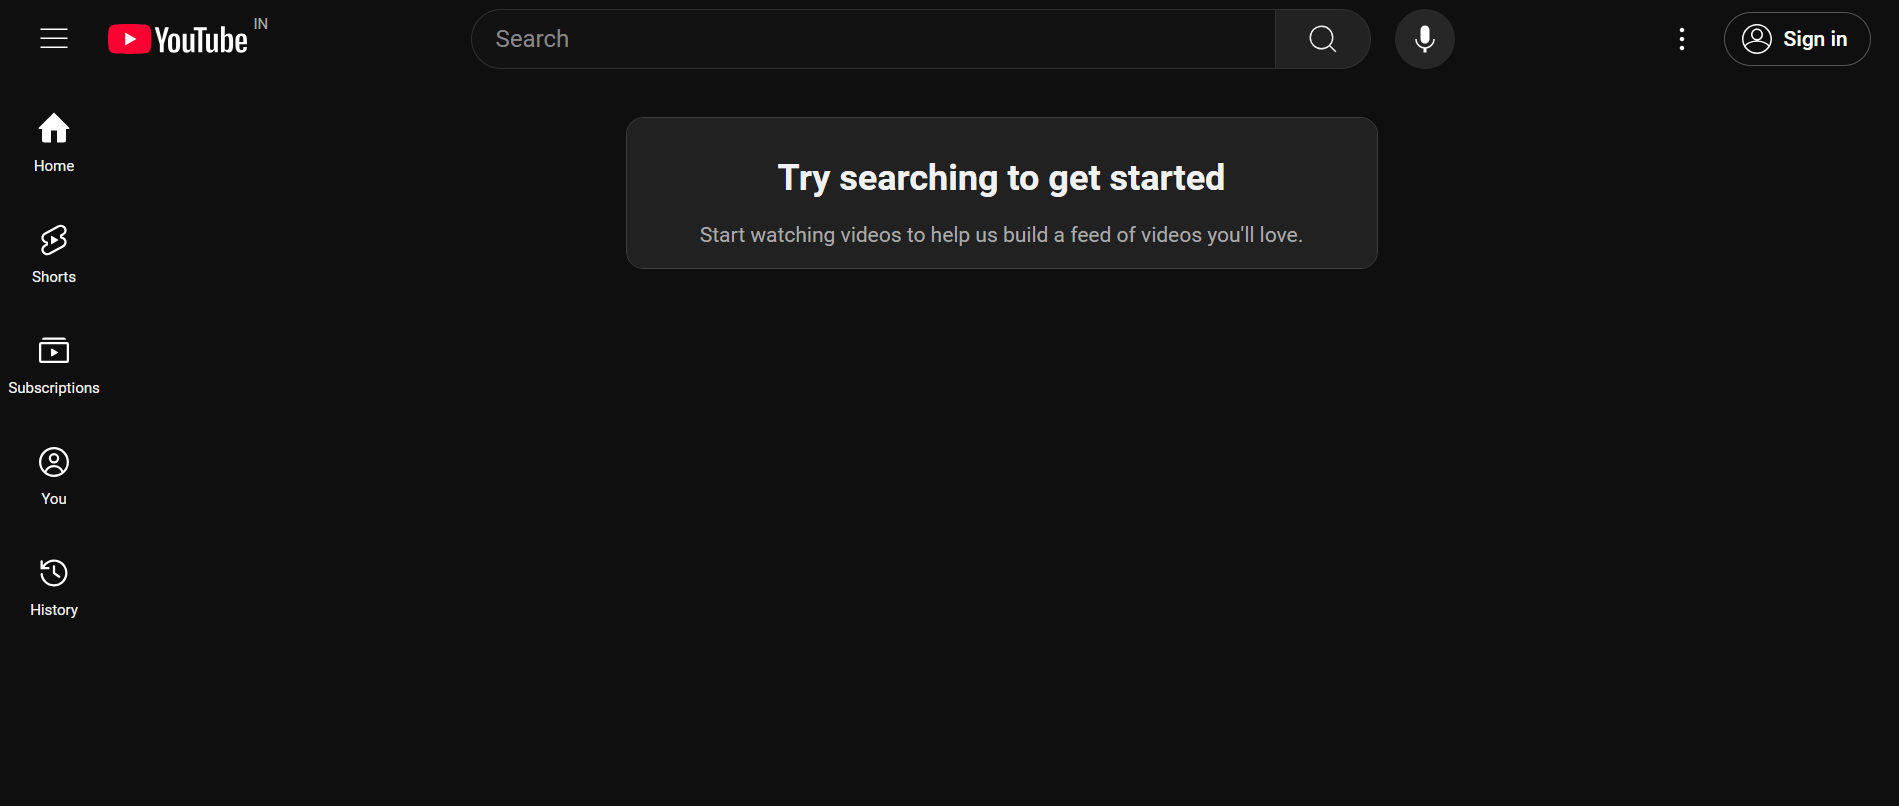 YouTube IN
Search
Sign in
Home
Try searching to get started
Start watching videos to help us build a feed of videos you'll love.
Shorts
Subscriptions
You
History